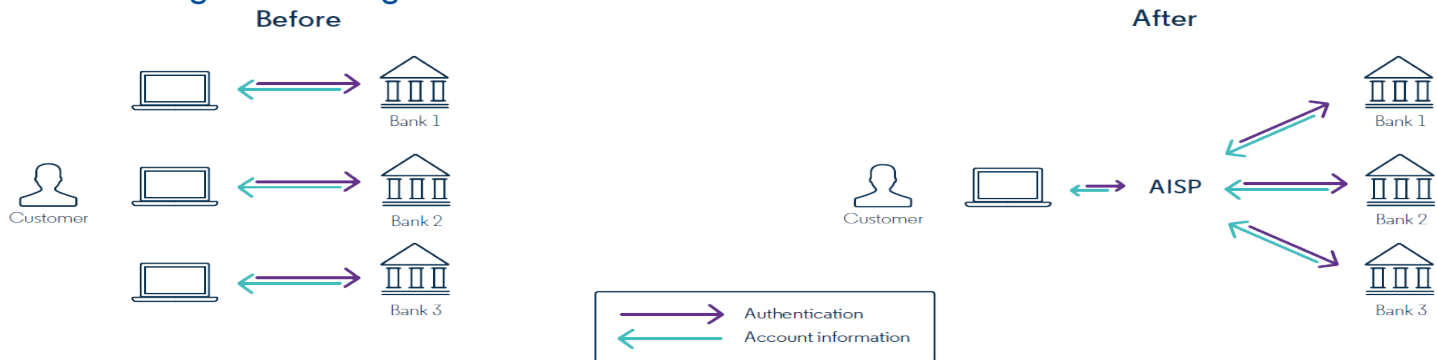 Before
Bank 1
Customer
Bank 2
Bank 3
After
Bank 1
Customer
AISP
Bank 2
Bank 3
Authentication
Account information